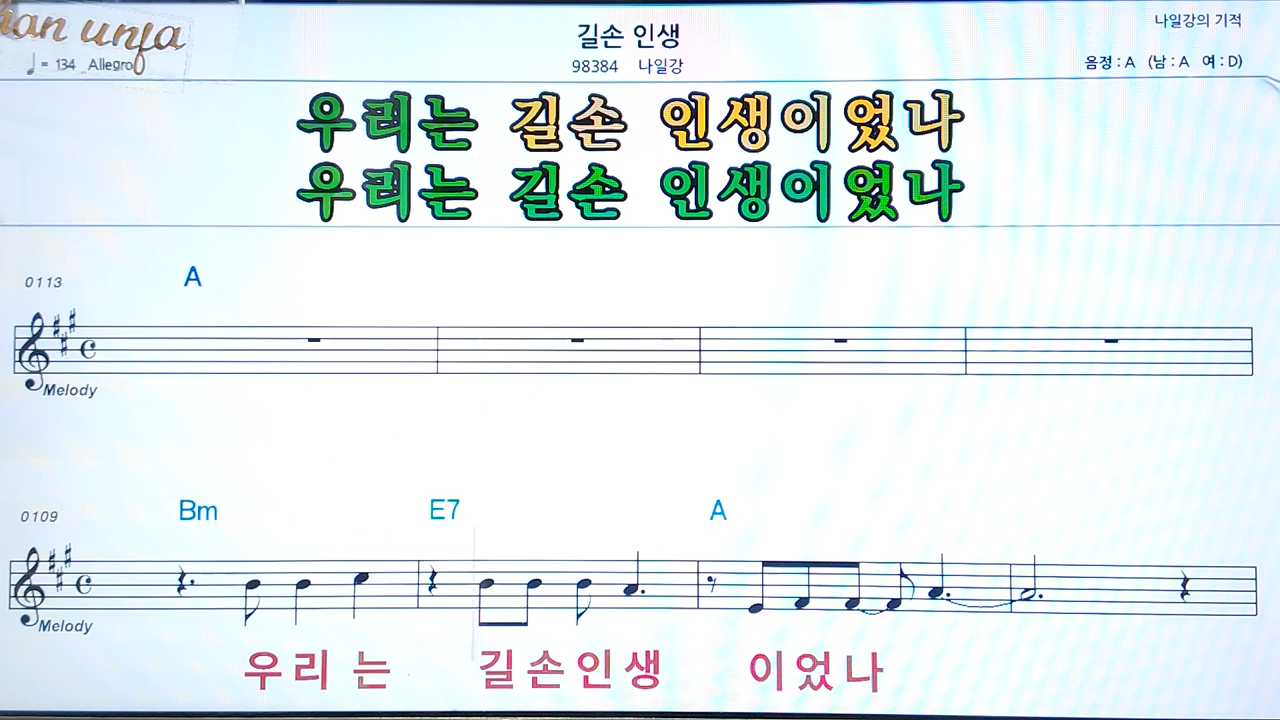 길손 인생
나일강의 기적
♩ = 134 Allegro
98384 나일강
음정 : A (남 : A 여 : D)
우리는 길손 인생이었나
우리는 길손 인생이었나
0113
A
Melody
0109
Bm E7 A
Melody
우리 는 길손인생 이었나